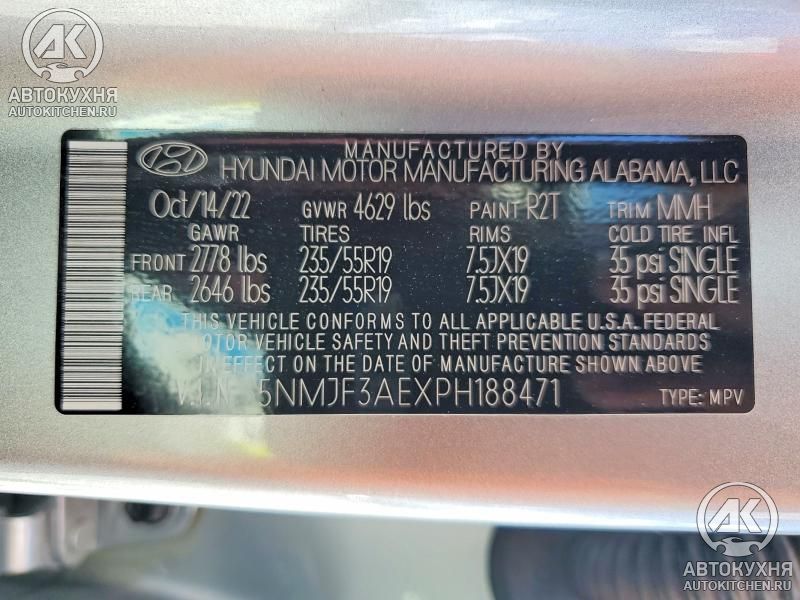 АК
АВТОКУХНЯ
AUTOKITCHEN.RU
MANUFACTURED BY
HYUNDAI MOTOR MANUFACTURING ALABAMA, LLC
Oct/14/22 GVWR 4629 lbs PAINT R2T TRIM MMH
GAWR TIRES RIMS COLD TIRE INFL
FRONT 2778 lbs 235/55R19 7.5JX19 35 psi SINGLE
REAR 2646 lbs 235/55R19 7.5JX19 35 psi SINGLE
THIS VEHICLE CONFORMS TO ALL APPLICABLE U.S.A. FEDERAL
MOTOR VEHICLE SAFETY AND THEFT PREVENTION STANDARDS
IN EFFECT ON THE DATE OF MANUFACTURE SHOWN ABOVE
V.I.N: 5NMJF3AEXPH188471 TYPE: MPV
АК
АВТОКУХНЯ
AUTOKITCHEN.RU